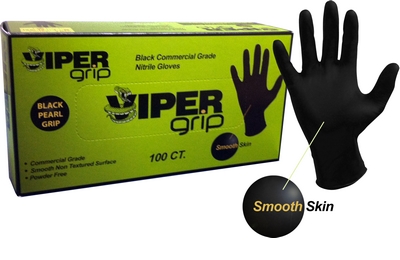 VIPER
grip
Black Commercial Grade
Nitrile Gloves
BLACK
PEARL
GRIP
VIPER
grip
• Commercial Grade
• Smooth Non Textured Surface
• Powder Free
100 CT.
Smooth Skin
Smooth Skin